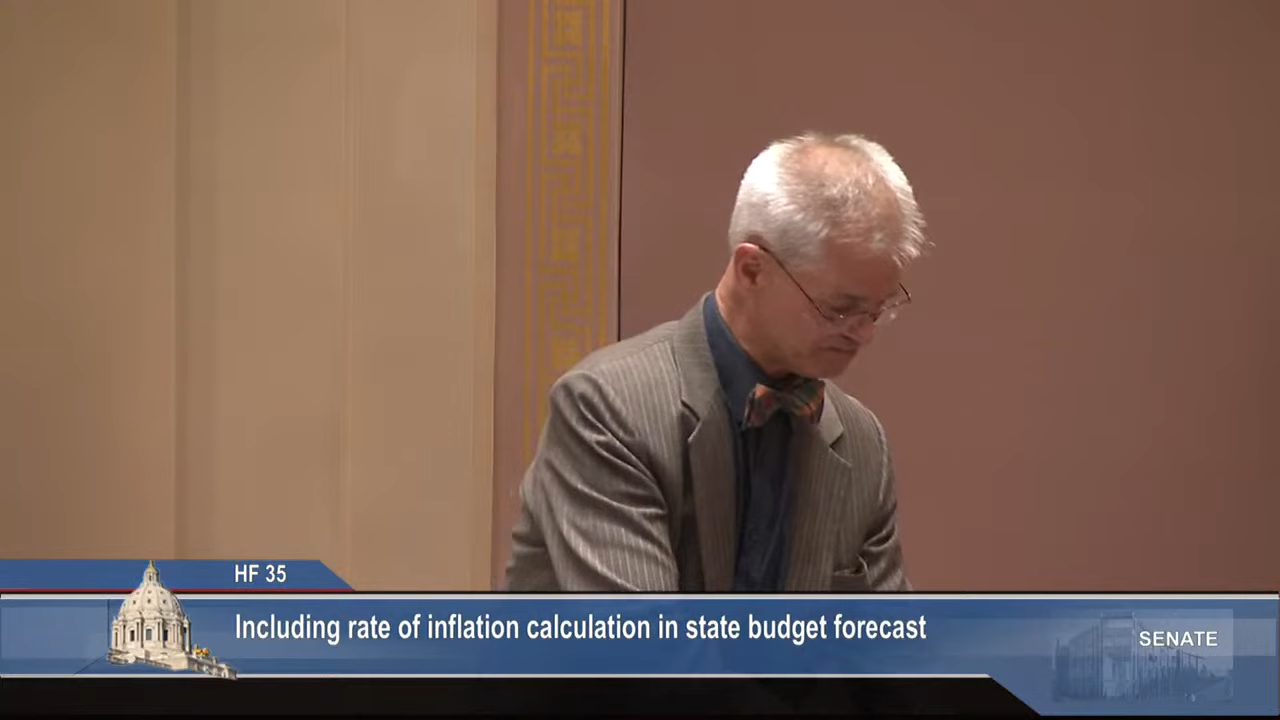 HF 35
Including rate of inflation calculation in state budget forecast
SENATE